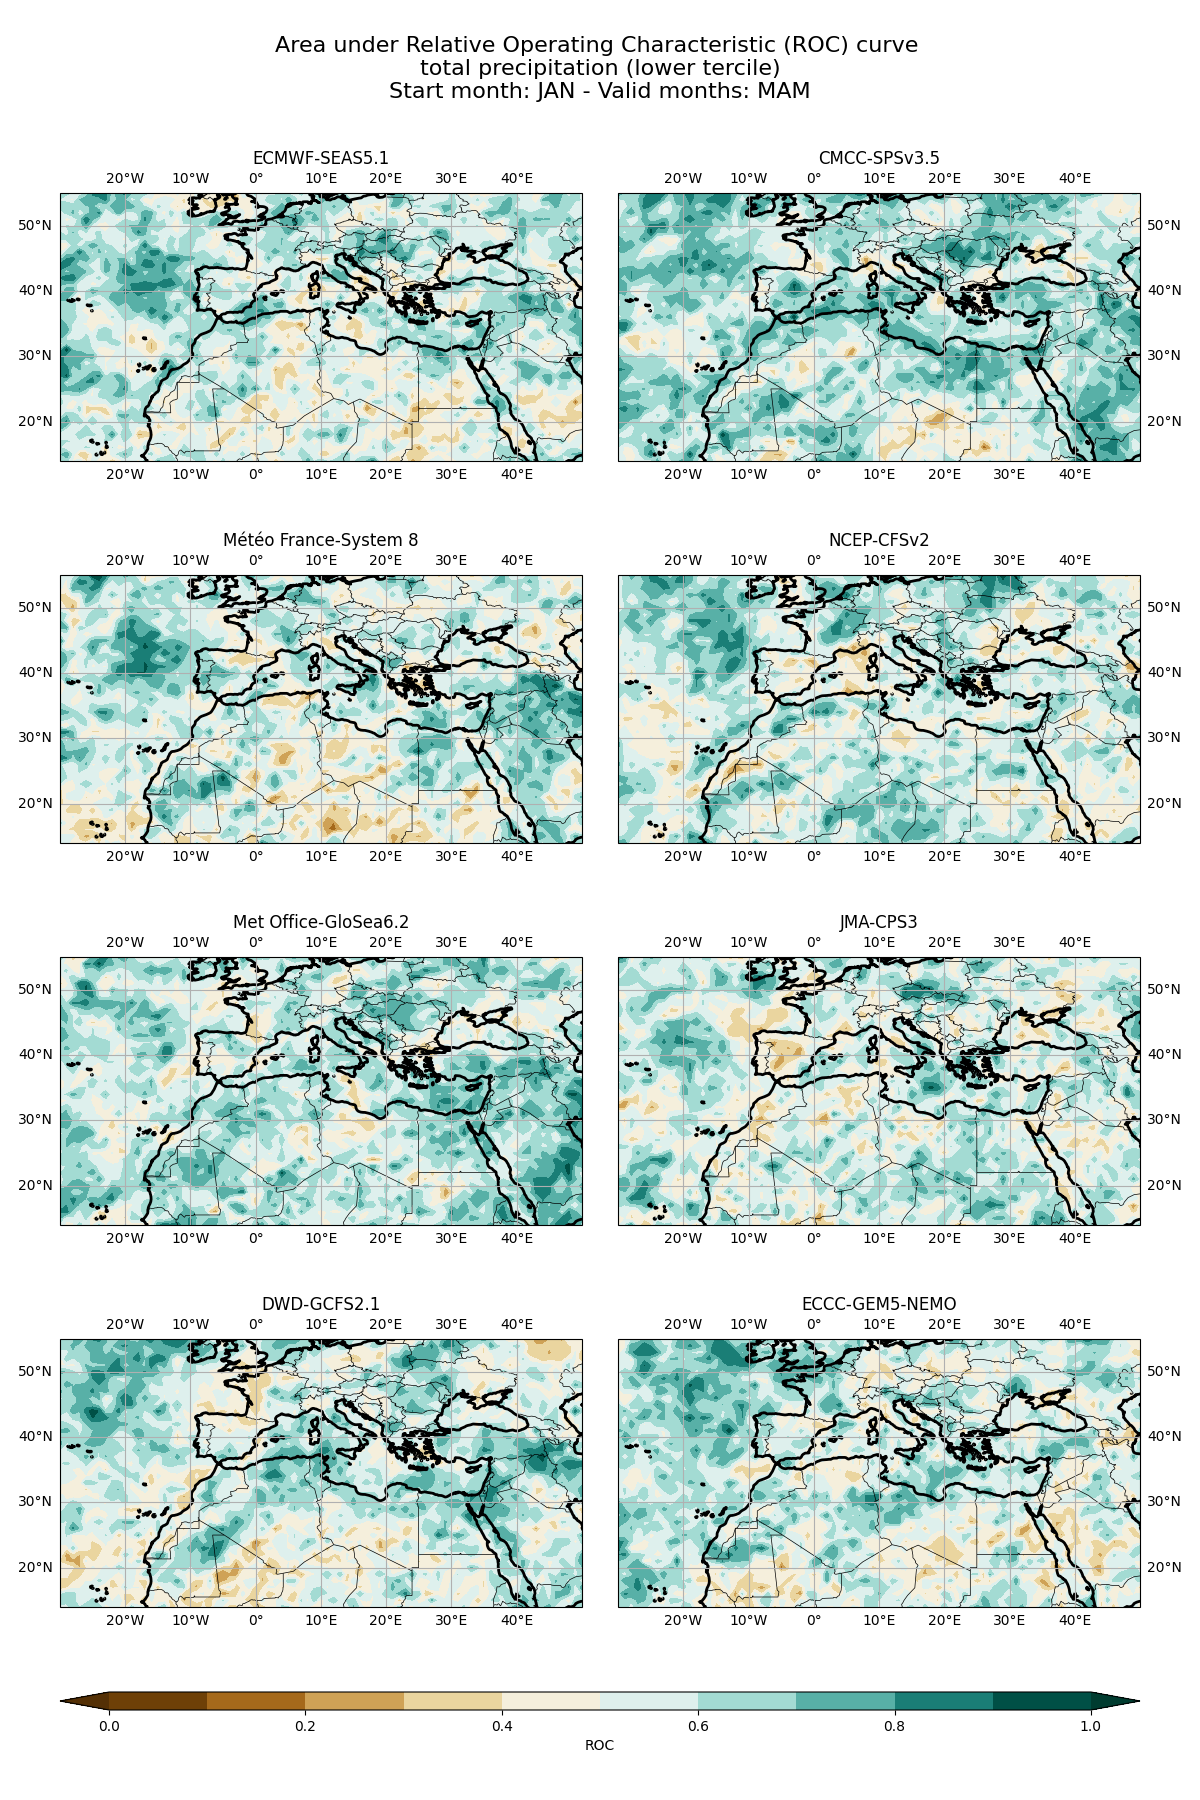 Area under Relative Operating Characteristic (ROC) curve
total precipitation (lower tercile)
Start month: JAN - Valid months: MAM
ECMWF-SEAS5.1
20°W 10°W 0° 10°E 20°E 30°E 40°E
50°N
40°N
30°N
20°N
20°W 10°W 0° 10°E 20°E 30°E 40°E
CMCC-SPSv3.5
20°W 10°W 0° 10°E 20°E 30°E 40°E
50°N
40°N
30°N
20°N
20°W 10°W 0° 10°E 20°E 30°E 40°E
Météo France-System 8
20°W 10°W 0° 10°E 20°E 30°E 40°E
50°N
40°N
30°N
20°N
20°W 10°W 0° 10°E 20°E 30°E 40°E
NCEP-CFSv2
20°W 10°W 0° 10°E 20°E 30°E 40°E
50°N
40°N
30°N
20°N
20°W 10°W 0° 10°E 20°E 30°E 40°E
Met Office-GloSea6.2
20°W 10°W 0° 10°E 20°E 30°E 40°E
50°N
40°N
30°N
20°N
20°W 10°W 0° 10°E 20°E 30°E 40°E
JMA-CPS3
20°W 10°W 0° 10°E 20°E 30°E 40°E
50°N
40°N
30°N
20°N
20°W 10°W 0° 10°E 20°E 30°E 40°E
DWD-GCFS2.1
20°W 10°W 0° 10°E 20°E 30°E 40°E
50°N
40°N
30°N
20°N
20°W 10°W 0° 10°E 20°E 30°E 40°E
ECCC-GEM5-NEMO
20°W 10°W 0° 10°E 20°E 30°E 40°E
50°N
40°N
30°N
20°N
20°W 10°W 0° 10°E 20°E 30°E 40°E
0.0 0.2 0.4 0.6 0.8 1.0
ROC